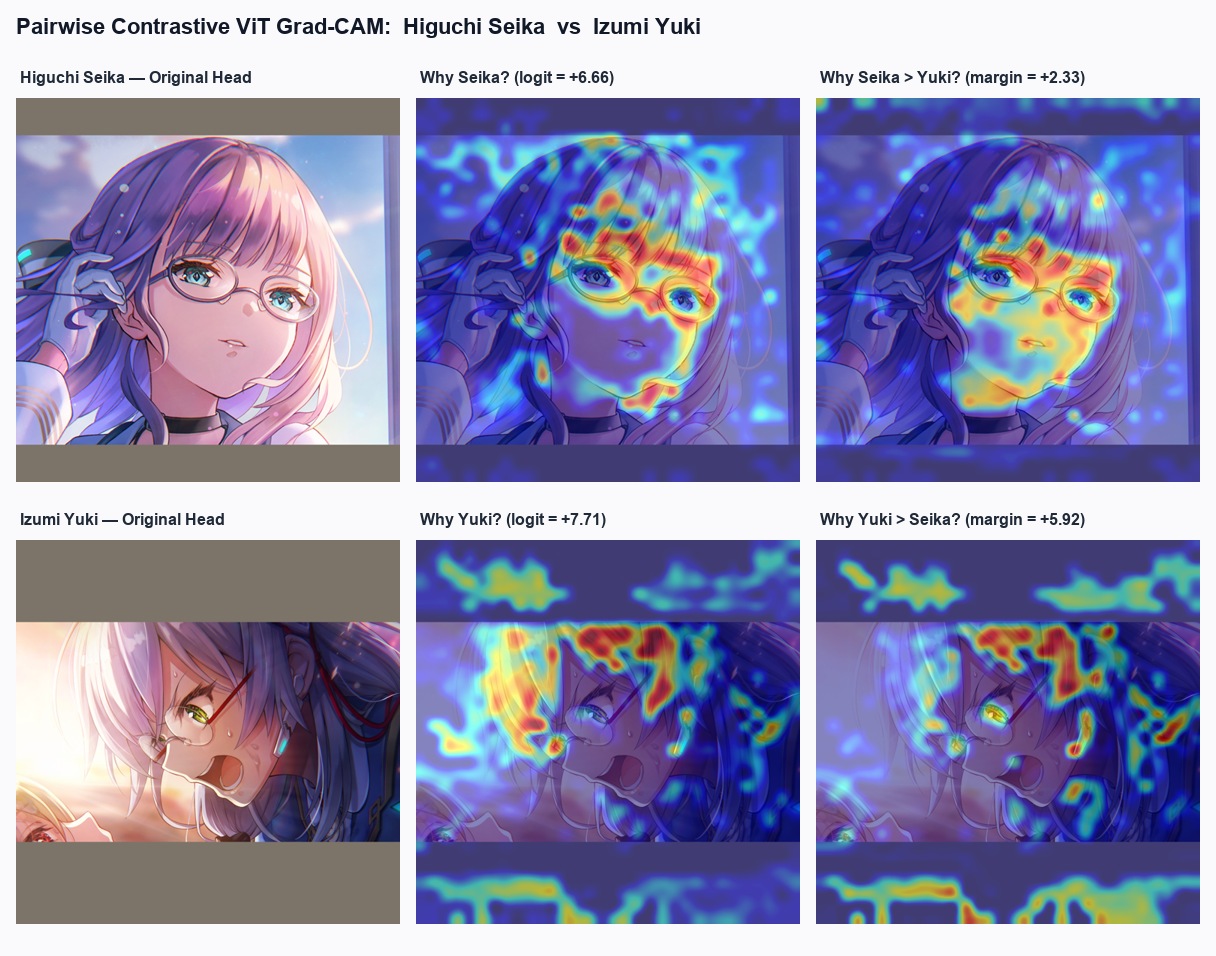 Pairwise Contrastive ViT Grad-CAM:  Higuchi Seika  vs  Izumi Yuki
Higuchi Seika — Original Head
Why Seika? (logit = +6.66)
Why Seika > Yuki? (margin = +2.33)
Izumi Yuki — Original Head
Why Yuki? (logit = +7.71)
Why Yuki > Seika? (margin = +5.92)